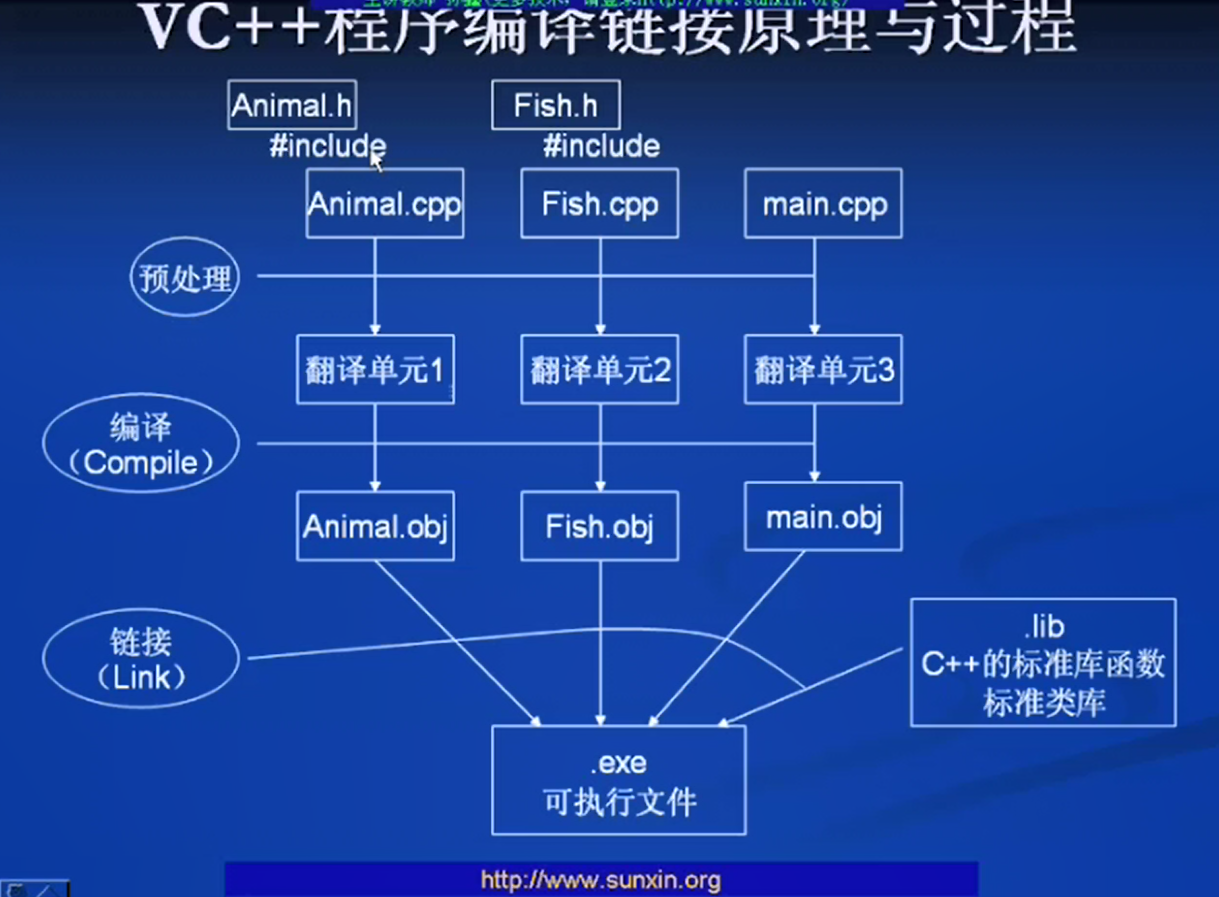 VC++程序编译链接原理与过程
Animal.h
Fish.h
#include
#include
Animal.cpp
Fish.cpp
main.cpp
预处理
翻译单元1
翻译单元2
翻译单元3
编译
（Compile）
Animal.obj
Fish.obj
main.obj
链接
（Link）
.lib
C++的标准库函数
标准类库
.exe
可执行文件
http://www.sunxin.org